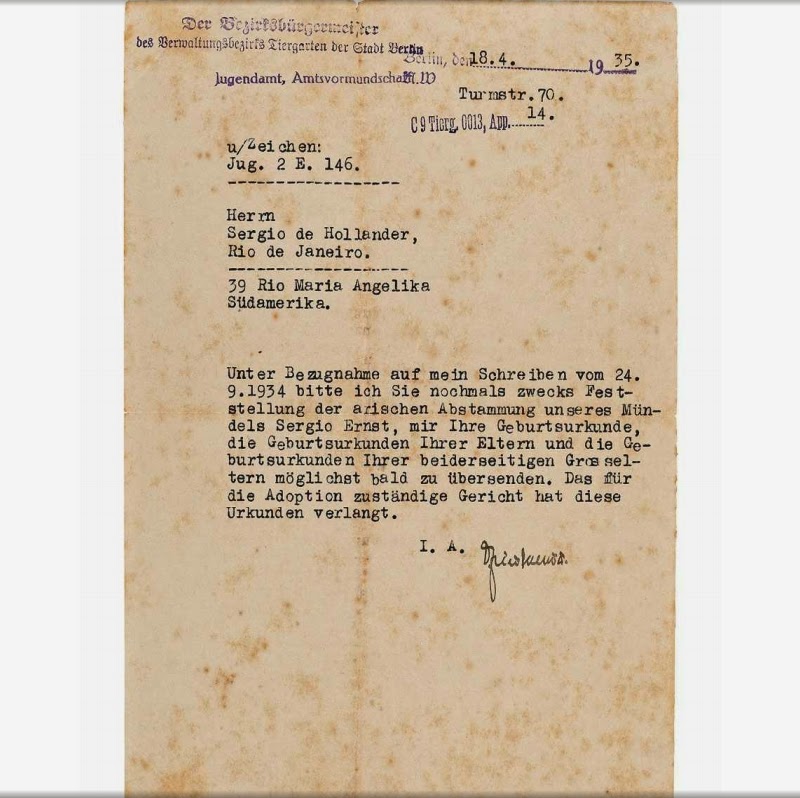 Der Bezirksbürgermeister
des Verwaltungsbezirks Tiergarten der Stadt Berlin
Berlin, den 18.4. 1935.
Jugendamt, Amtsvormundschaft
Turmstr.70.
C 9 Tierg. 0013, App. 14.
u/Zeichen:
Jug. 2 E. 146.
Herrn
Sergio de Hollander,
Rio de Janeiro.
39 Rio Maria Angelika
Südamerika.
Unter Bezugnahme auf mein Schreiben vom 24.
9.1934 bitte ich Sie nochmals zwecks Fest-
stellung der arischen Abstammung unseres Mün-
dels Sergio Ernst, mir Ihre Geburtsurkunde,
die Geburtsurkunden Ihrer Eltern und die Ge-
burtsurkunden Ihrer beiderseitigen Grossel-
tern möglichst bald zu übersenden. Das für
die Adoption zuständige Gericht hat diese
Urkunden verlangt.
I. A.